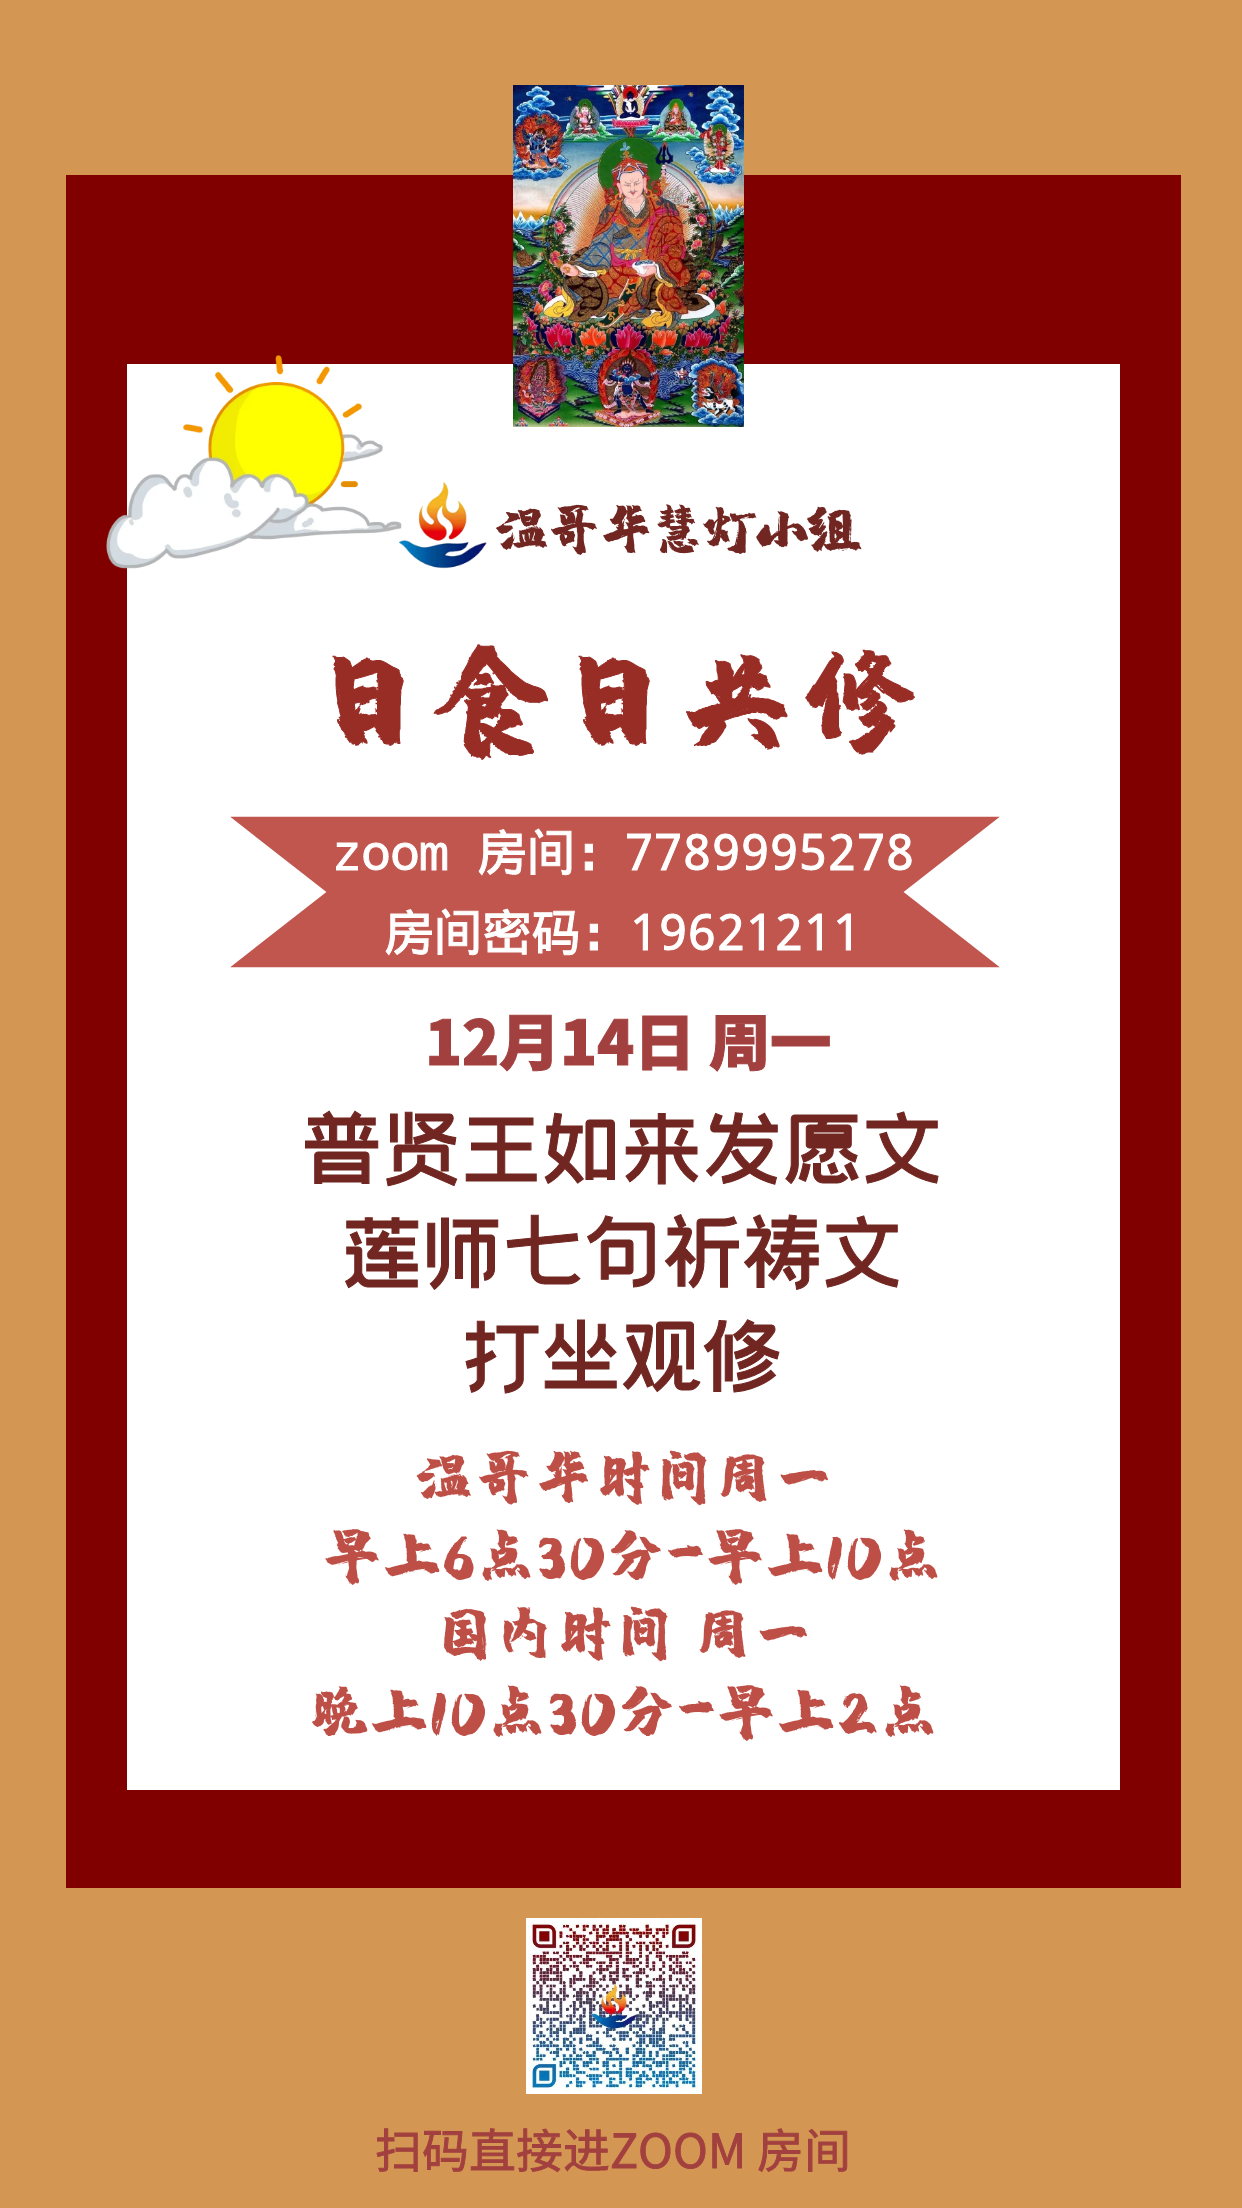 温哥华慧灯小组
日食日共修
zoom 房间：7789995278
房间密码：19621211
12月14日 周一
普贤王如来发愿文
莲师七句祈祷文
打坐观修
温哥华时间周一
早上6点30分-早上10点
国内时间 周一
晚上10点30分-早上2点
扫码直接进ZOOM 房间